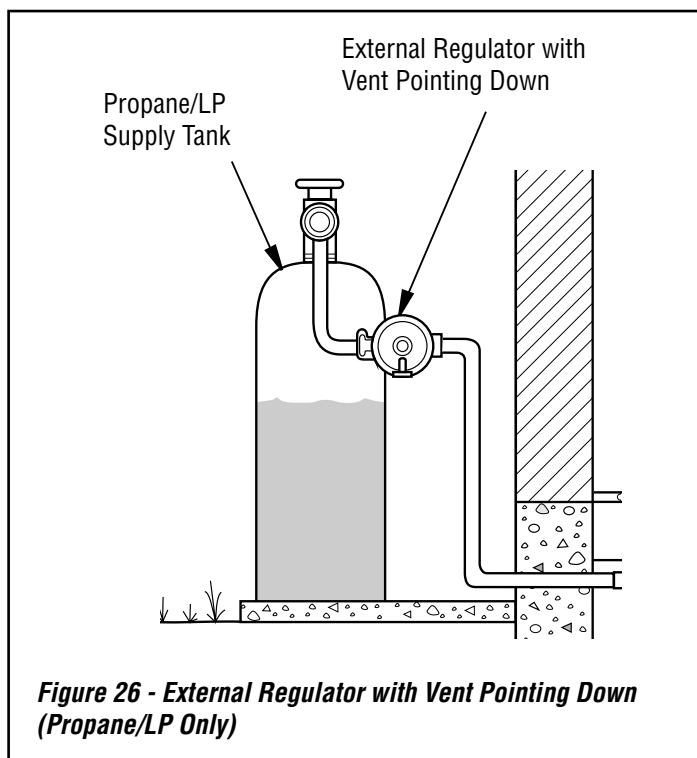 External Regulator with
Vent Pointing Down
Propane/LP
Supply Tank
Figure 26 - External Regulator with Vent Pointing Down
(Propane/LP Only)